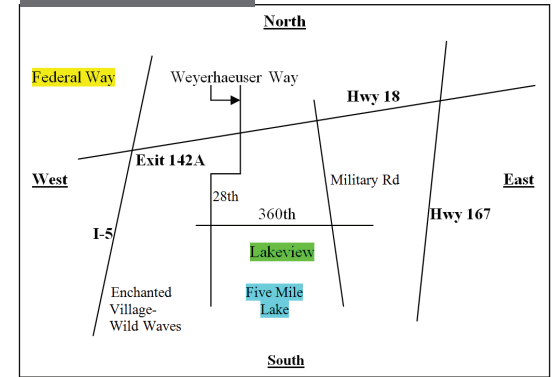 North
Federal Way
Weyerhaeuser Way
Hwy 18
Exit 142A
West
Military Rd
East
28th
360th
Hwy 167
I-5
Lakeview
Enchanted
Village-
Wild Waves
Five Mile
Lake
South